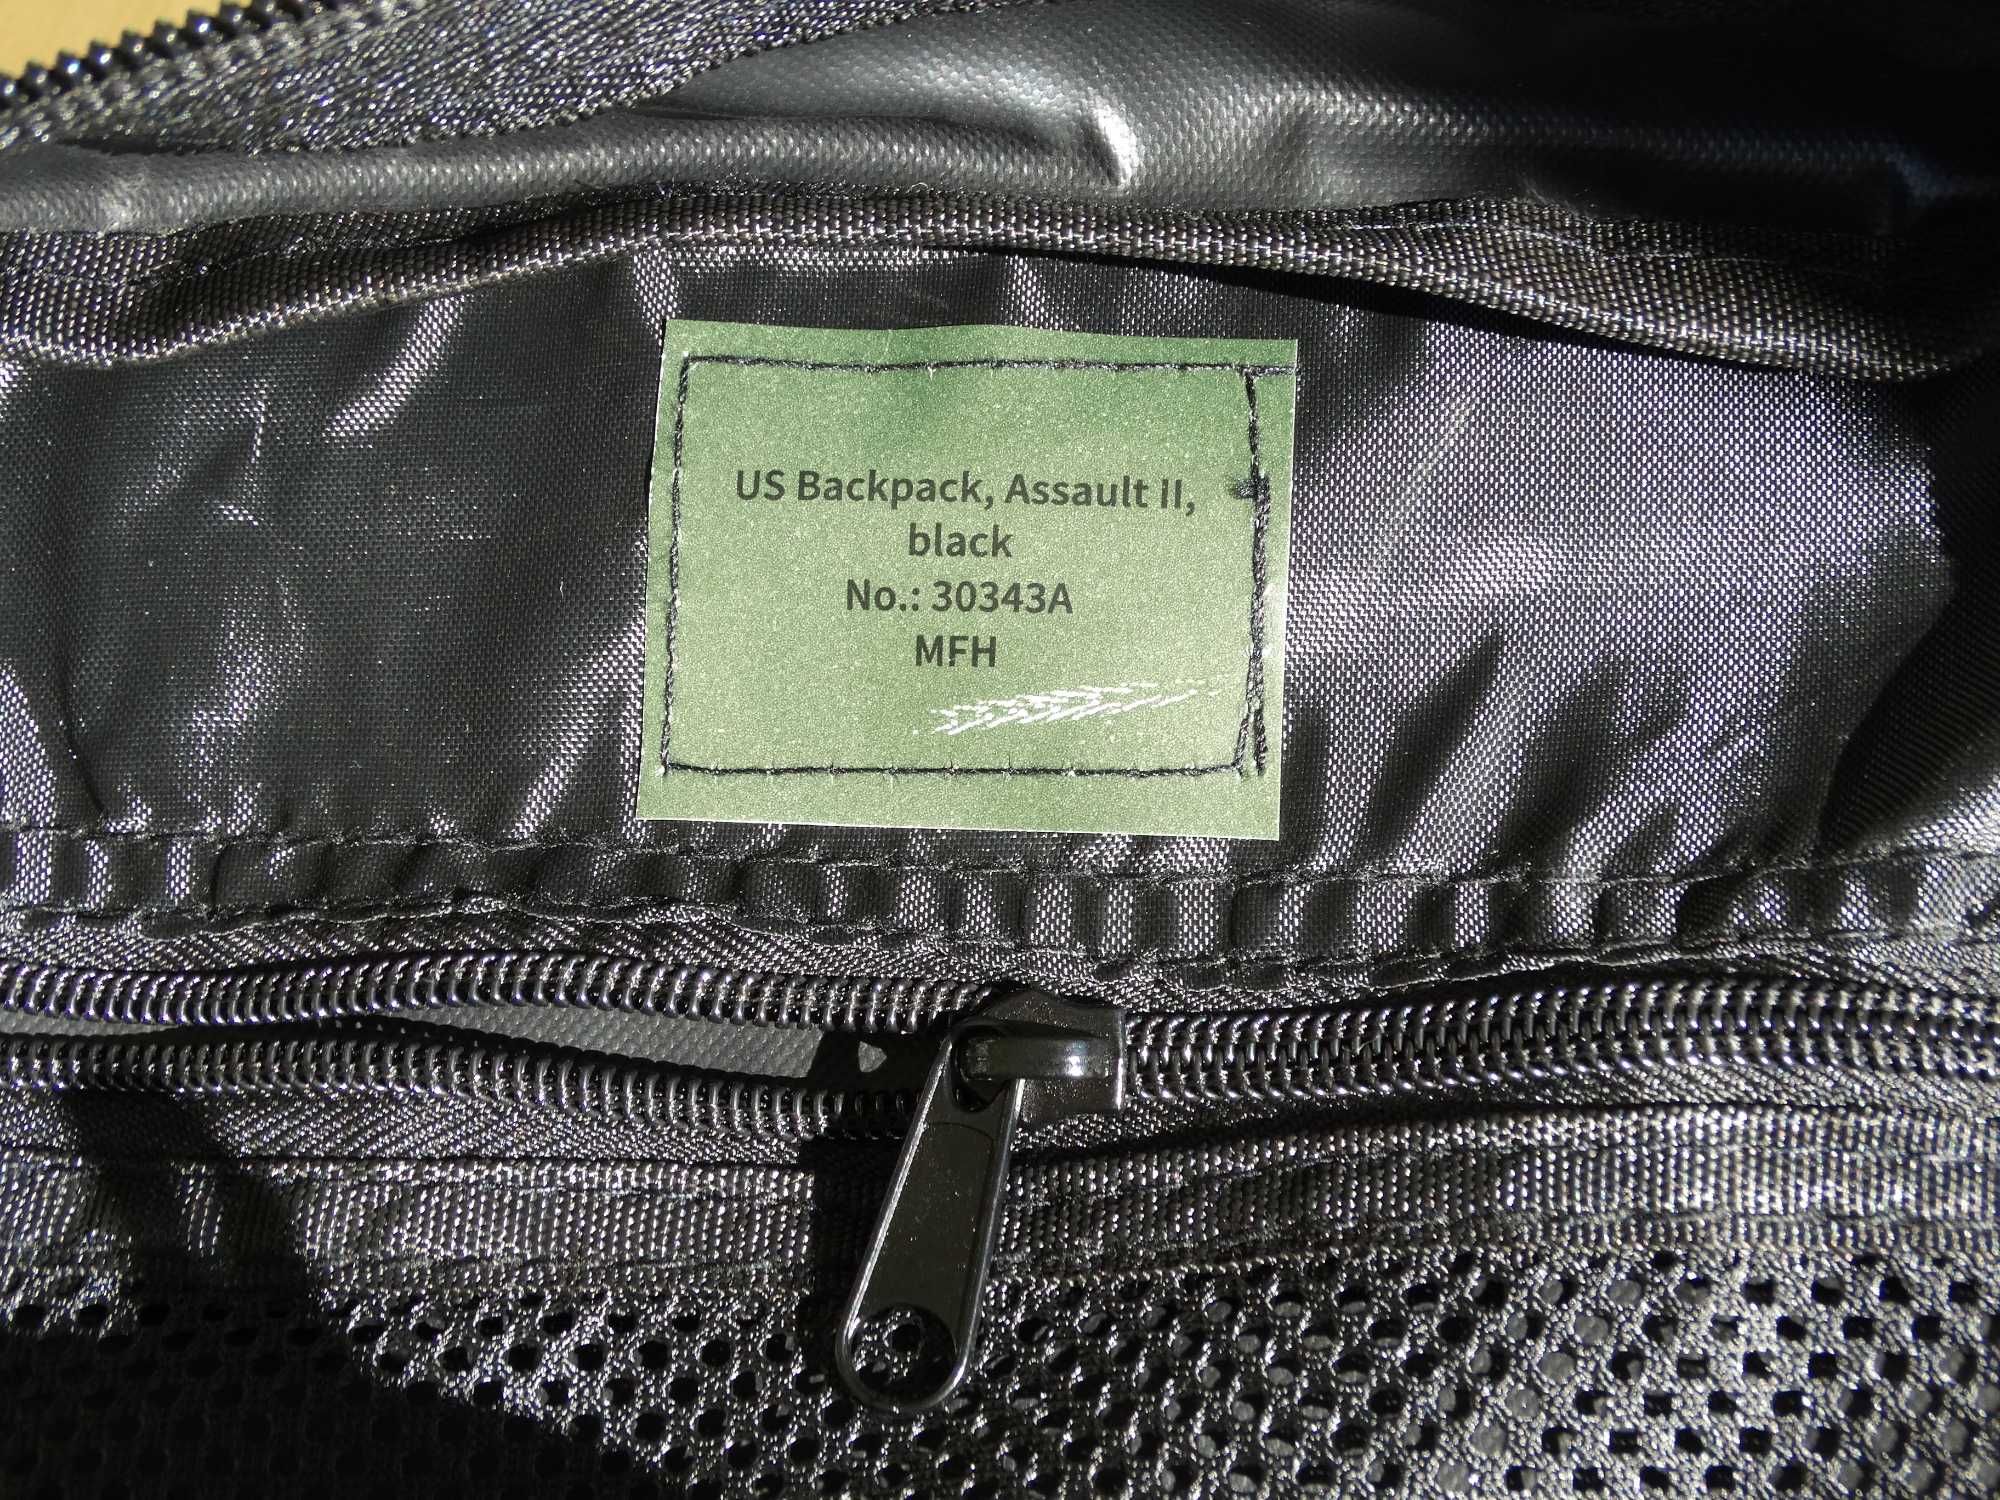 US Backpack, Assault II,
black
No.: 30343A
MFH